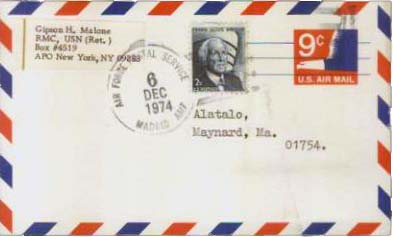 Gipson H. Malone
RMC, USN (Ret.)
Box #4519
APO New York, NY
AIR FORCE POSTAL SERVICE
6
DEC
1974
MADRID
2c
9c
U.S. AIR MAIL
Alatalo,
Maynard, Ma.
01754.